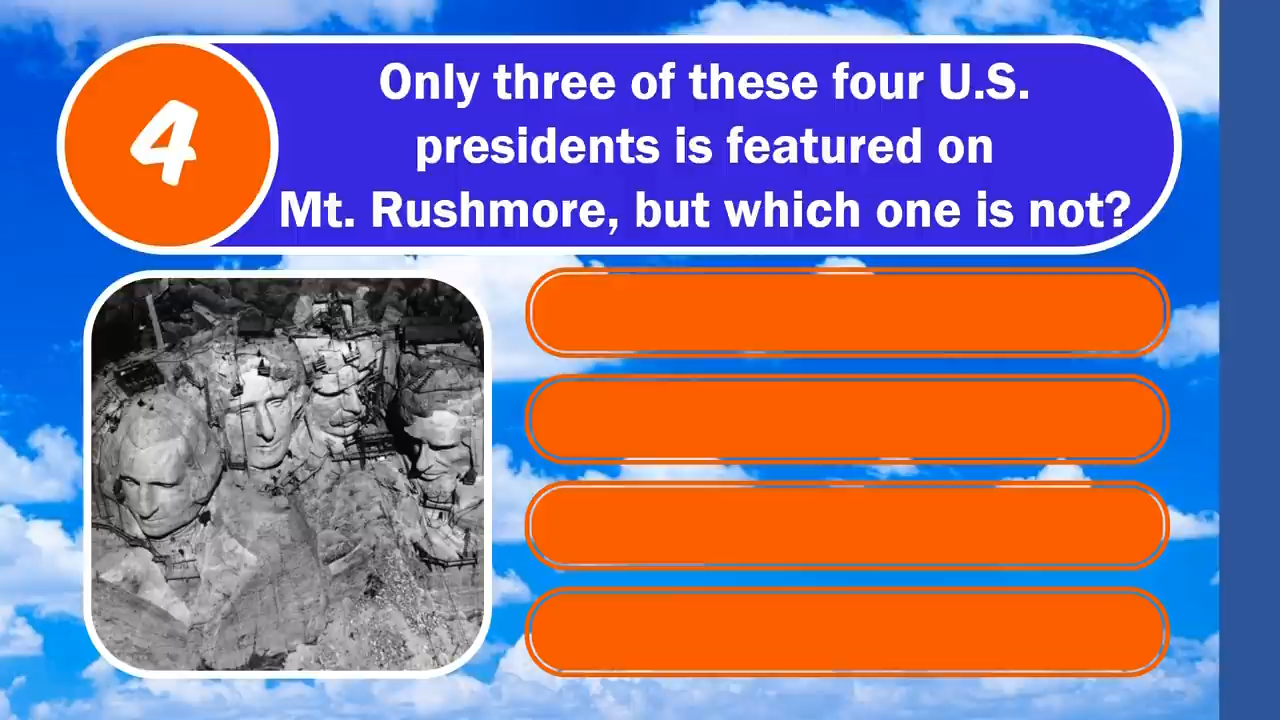 4
Only three of these four U.S.
presidents is featured on
Mt. Rushmore, but which one is not?